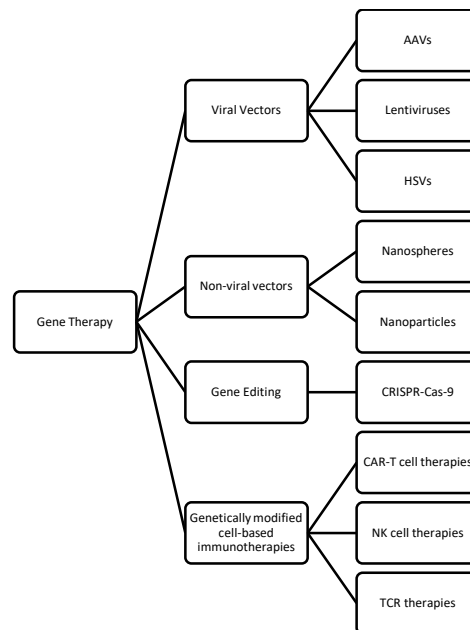 AAVs
Viral Vectors
Lentiviruses
HSVs
Nanospheres
Non-viral vectors
Nanoparticles
Gene Therapy
Gene Editing
CRISPR-Cas-9
CAR-T cell therapies
Genetically modified
cell-based
immunotherapies
NK cell therapies
TCR therapies